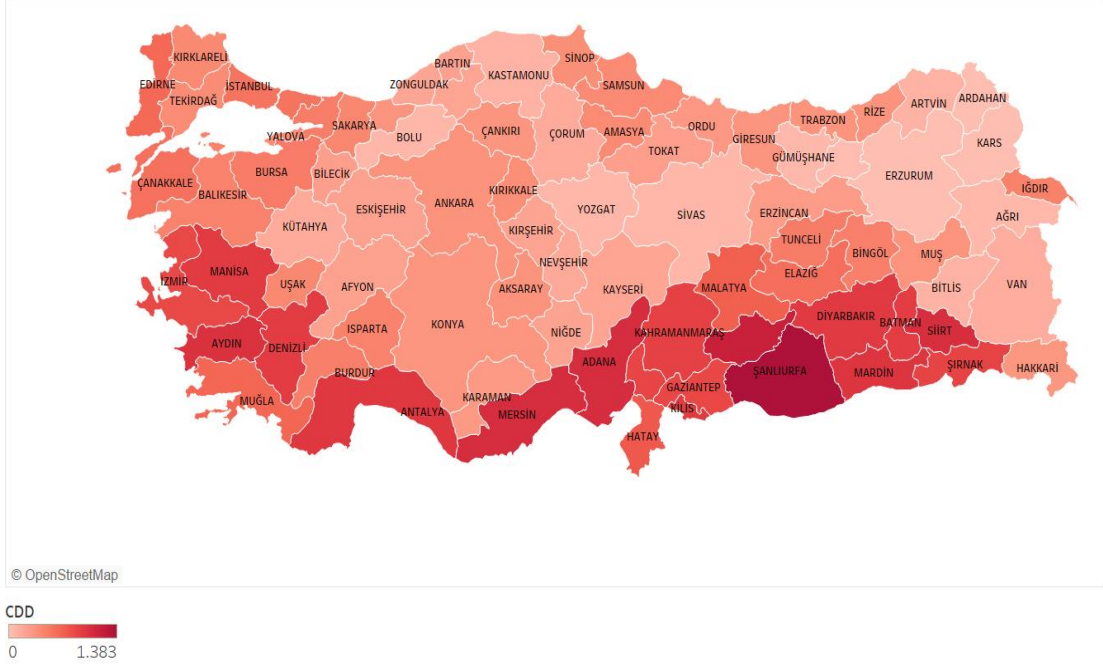 KIRKLARELİ
EDİRNE
TEKİRDAĞ
İSTANBUL
BARTIN
ZONGULDAK
KASTAMONU
SİNOP
SAMSUN
ARTVİN
ARDAHAN
RİZE
TRABZON
ORDU
GİRESUN
KARS
YALOVA
SAKARYA
BOLU
ÇANKIRI
ÇORUM
AMASYA
TOKAT
GÜMÜŞHANE
ERZURUM
IĞDIR
ÇANAKKALE
BALIKESİR
BURSA
BİLECİK
ESKİŞEHİR
ANKARA
KIRIKKALE
YOZGAT
SİVAS
ERZİNCAN
AĞRI
KÜTAHYA
KIRŞEHİR
TUNCELİ
BİNGÖL
MUŞ
MANİSA
İZMİR
UŞAK
AFYON
NEVŞEHİR
AKSARAY
KAYSERİ
MALATYA
ELAZIĞ
BİTLİS
VAN
AYDIN
DENİZLİ
ISPARTA
KONYA
NİĞDE
KAHRAMANMARAŞ
DİYARBAKIR
BATMAN
SİİRT
BURDUR
ADANA
ŞANLIURFA
MARDİN
ŞIRNAK
HAKKARİ
MUĞLA
ANTALYA
KARAMAN
MERSİN
GAZİANTEP
KİLİS
HATAY
© OpenStreetMap
CDD
0 1.383